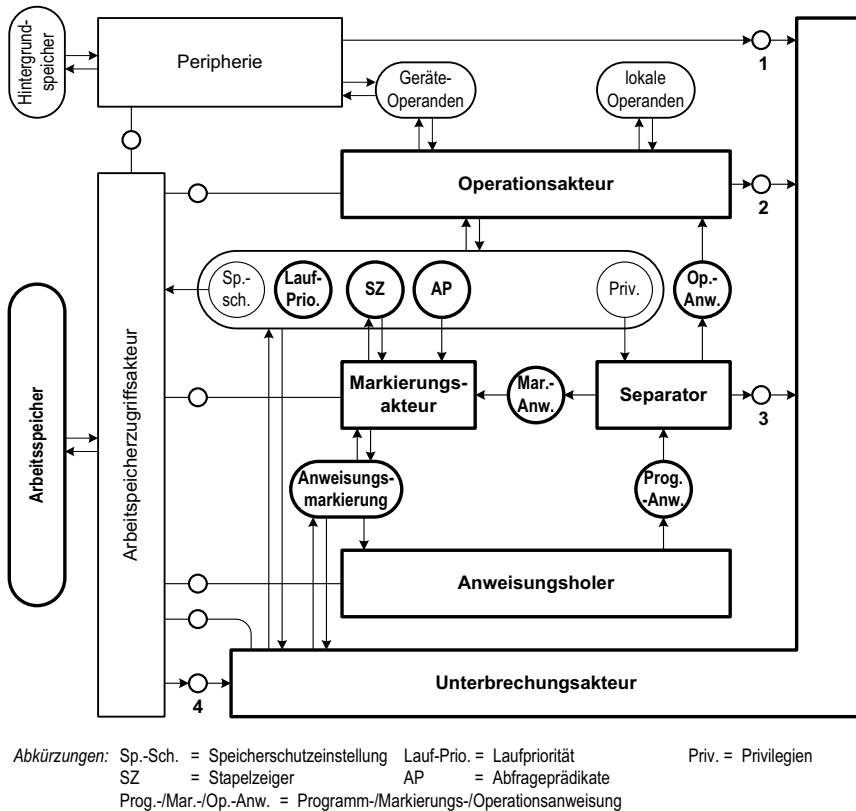 Hintergrund-
speicher
Peripherie
Geräte-
Operanden
lokale
Operanden
1
Operationsakteur
2
Sp.-
sch.
Lauf-
Prio.
SZ
AP
Priv.
Op.-
Anw.
Arbeitsspeicher
Arbeitspeicherzugriffsakteur
Markierungs-
akteur
Mar.-
Anw.
Separator
3
Anweisungs-
markierung
Prog.
-Anw.
Anweisungsholer
Unterbrechungsakteur
4
Abkürzungen: Sp.-Sch. = Speicherschutzeinstellung Lauf-Prio. = Laufpriorität Priv. = Privilegien
SZ = Stapelzeiger AP = Abfrageprädikate
Prog.-/Mar.-/Op.-Anw. = Programm-/Markierungs-/Operationsanweisung